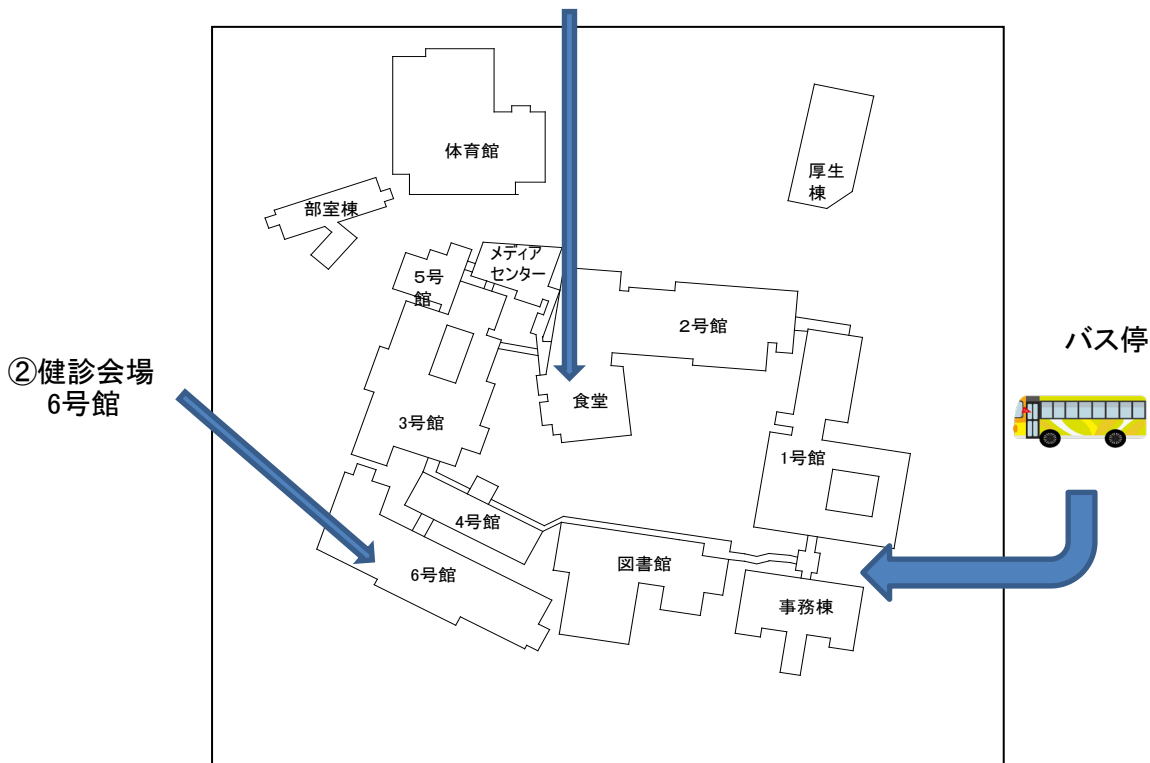 体育館
厚生
棟
部室棟
メディア
センター
5号
館
2号館
バス停
②健診会場
6号館
食堂
3号館
1号館
4号館
図書館
6号館
事務棟